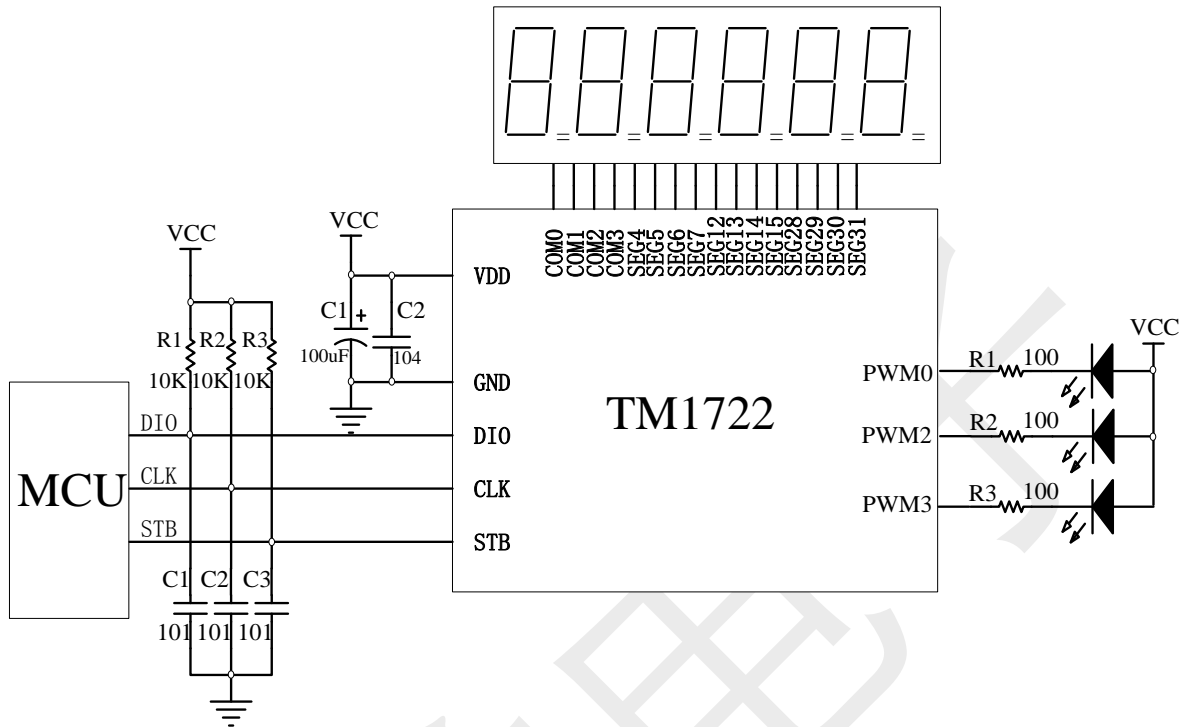 COM0
COM1
COM2
COM3
SEG4
SEG5
SEG6
SEG7
SEG12
SEG13
SEG14
SEG15
SEG28
SEG29
SEG30
SEG31
VCC
VCC
VDD
C1
+
C2
100uF
104
R1
R2
R3
10K
10K
10K
GND
VCC
PWM0
R1
100
TM1722
DIO
DIO
PWM2
R2
100
MCU
CLK
CLK
PWM3
R3
100
STB
STB
C1
C2
C3
101
101
101